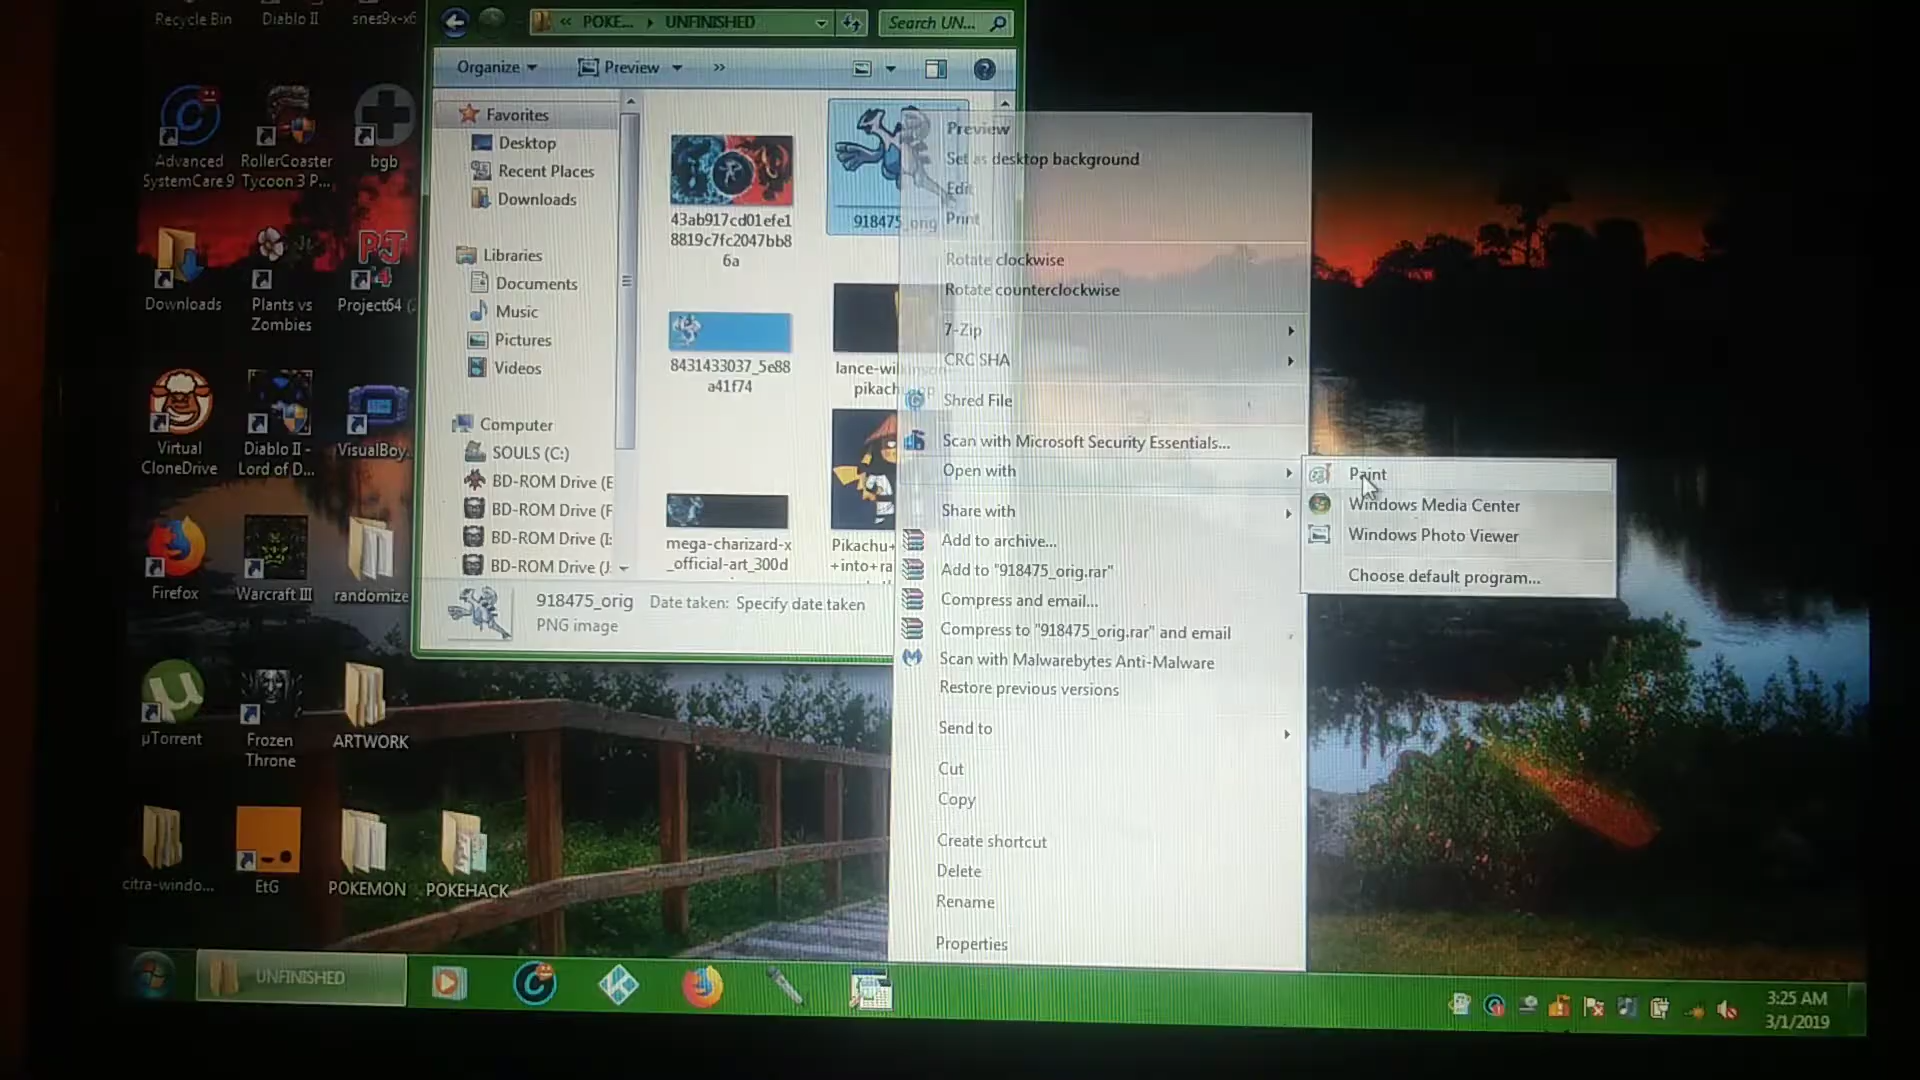 Recycle Bin
Diablo II
snes9x-x6
Advanced
SystemCare 9
RollerCoaster
Tycoon 3 P...
bgb
Downloads
Plants vs
Zombies
Project64 (
Virtual
CloneDrive
Diablo II -
Lord of D...
VisualBoy
Firefox
Warcraft III
randomize
µTorrent
Frozen
Throne
ARTWORK
citra-windo...
EtG
POKEMON
POKEHACK
« POKE... UNFINISHED
Search UN...
Organize
Preview
»
Favorites
Desktop
Recent Places
Downloads
Libraries
Documents
Music
Pictures
Videos
Computer
SOULS (C:)
BD-ROM Drive (E
BD-ROM Drive (F
BD-ROM Drive (I:
BD-ROM Drive (J:
43ab917cd01efe1
8819c7fc2047bb8
6a
918475_orig
8431433037_5e88
a41f74
pikach
mega-charizard-x
_official-art_300d
Pikachu+
+into+ra
918475_orig
Date taken: Specify date taken
PNG image
Preview
Set as desktop background
Edit
Print
Rotate clockwise
Rotate counterclockwise
7-Zip
CRC SHA
Shred File
Scan with Microsoft Security Essentials...
Open with
Share with
Add to archive...
Add to "918475_orig.rar"
Compress and email...
Compress to "918475_orig.rar" and email
Scan with Malwarebytes Anti-Malware
Restore previous versions
Send to
Cut
Copy
Create shortcut
Delete
Rename
Properties
Paint
Windows Media Center
Windows Photo Viewer
Choose default program...
UNFINISHED
3:25 AM
3/1/2019